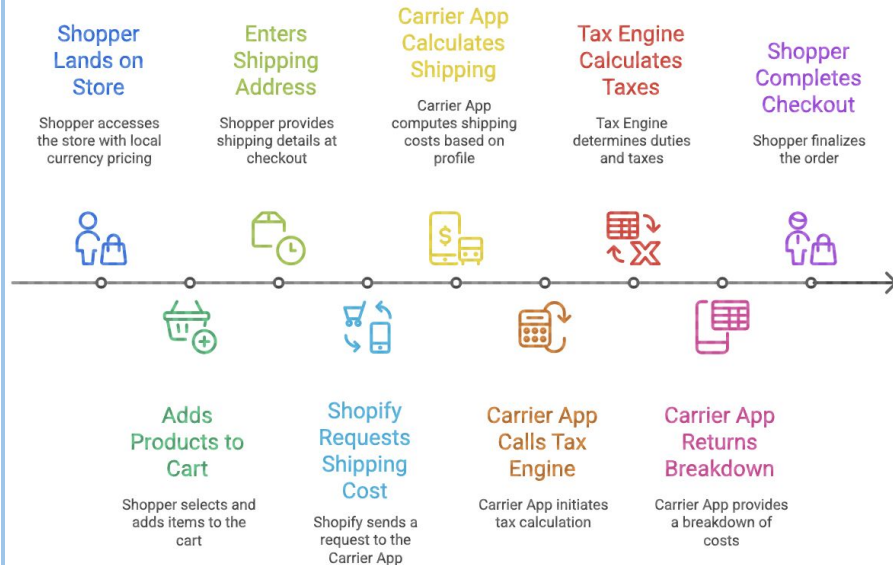 Shopper
Lands on
Store
Shopper accesses
the store with local
currency pricing
Adds
Products to
Cart
Shopper selects and
adds items to the
cart
Enters
Shipping
Address
Shopper provides
shipping details at
checkout
Shopify
Requests
Shipping
Cost
Shopify sends a
request to the
Carrier App
Carrier App
Calculates
Shipping
Carrier App
computes shipping
costs based on
profile
$
Carrier App
Calls Tax
Engine
Carrier App initiates
tax calculation
Tax Engine
Calculates
Taxes
Tax Engine
determines duties
and taxes
Carrier App
Returns
Breakdown
Carrier App provides
a breakdown of
costs
Shopper
Completes
Checkout
Shopper finalizes
the order